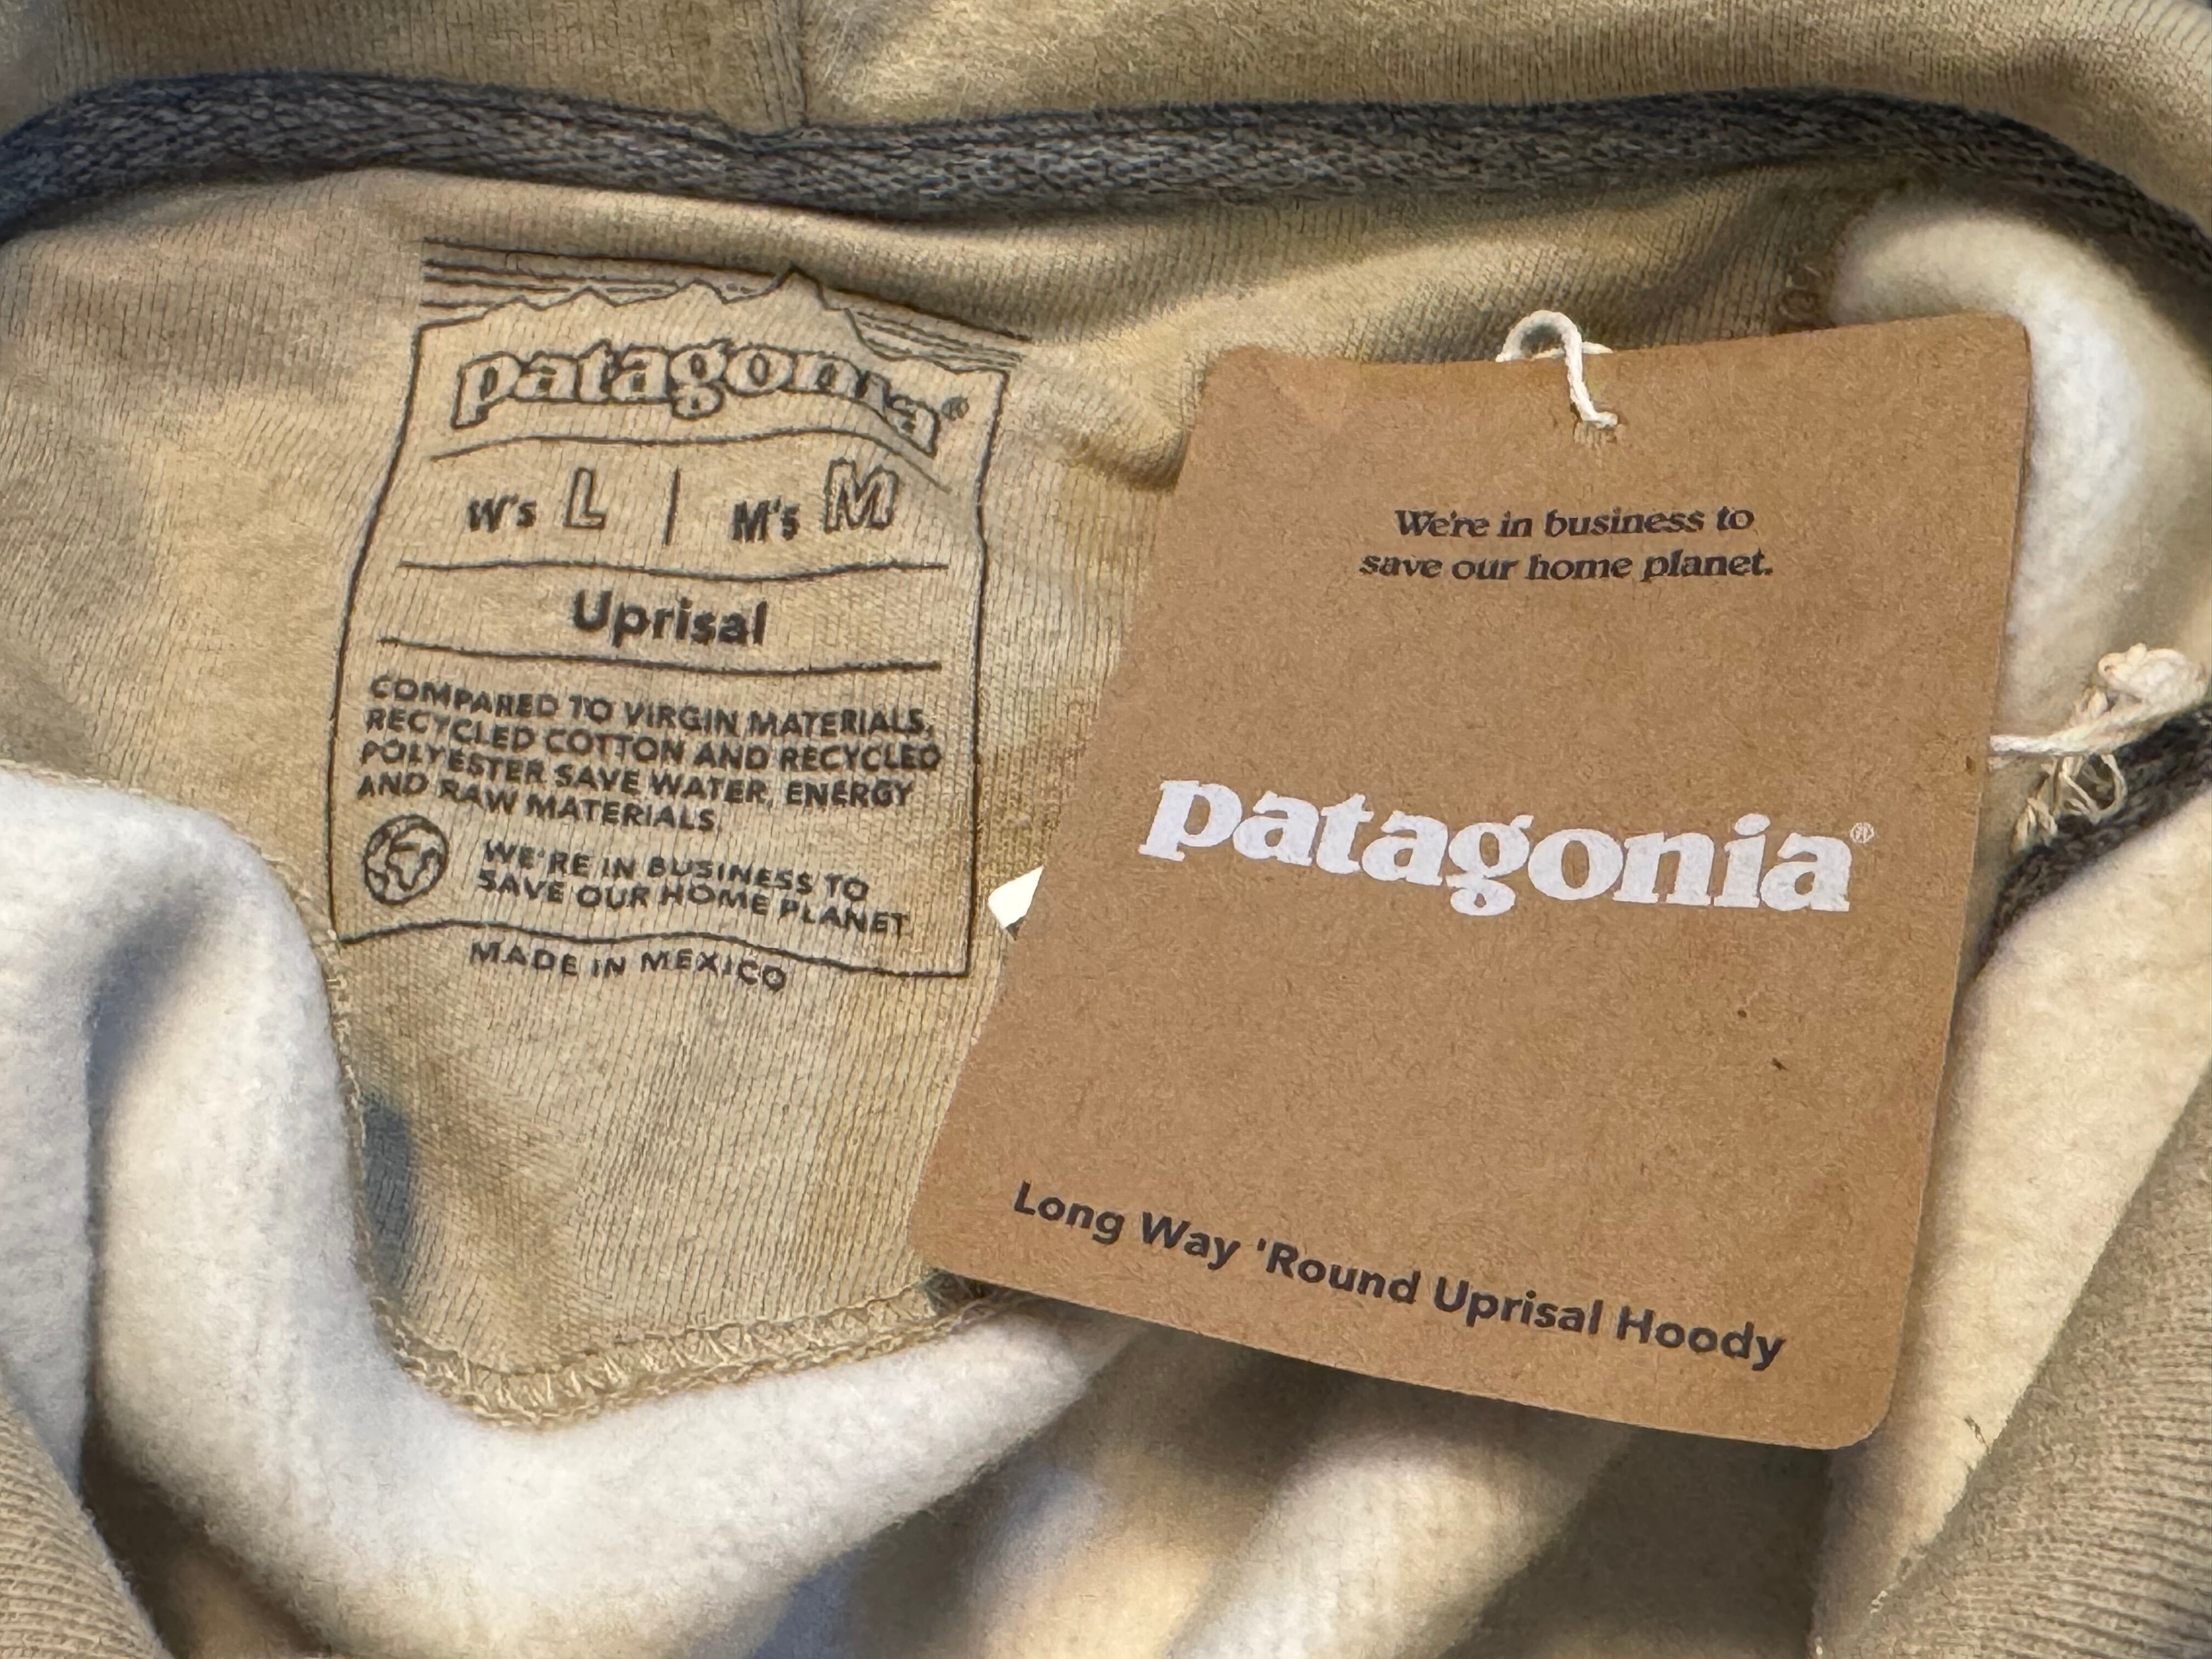 patagonia®
W's L | M's M
Uprisal
COMPARED TO VIRGIN MATERIALS,
RECYCLED COTTON AND RECYCLED
POLYESTER SAVE WATER, ENERGY
AND RAW MATERIALS.
WE'RE IN BUSINESS TO
SAVE OUR HOME PLANET
MADE IN MEXICO
We're in business to
save our home planet.
patagonia®
Long Way 'Round Uprisal Hoody